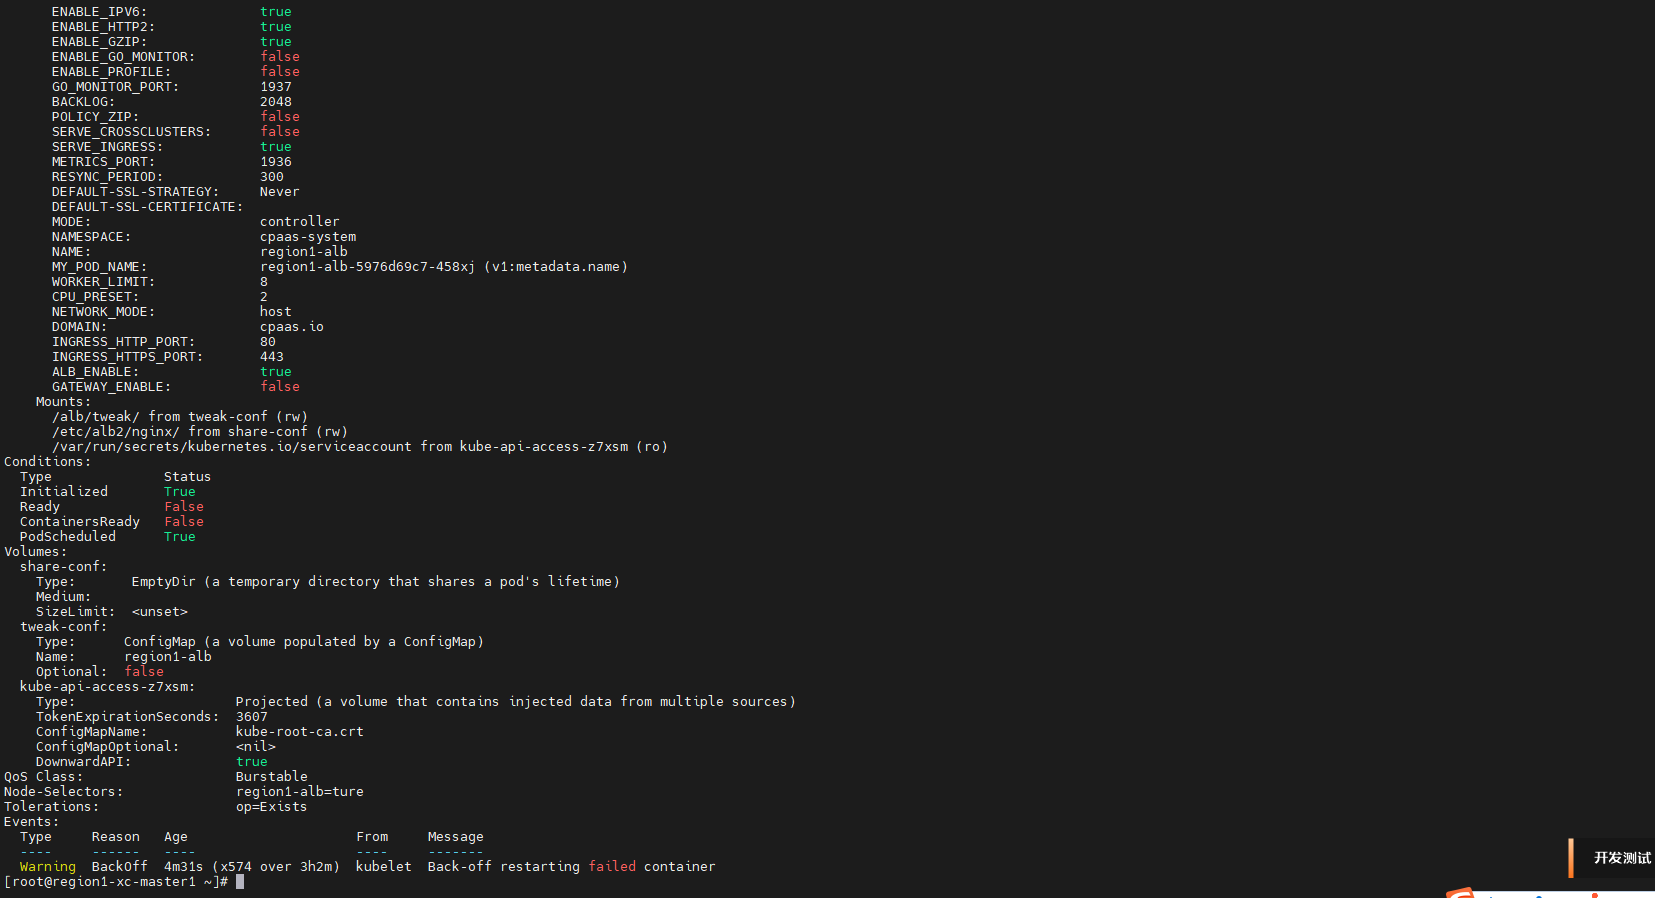 ENABLE_IPV6: true
ENABLE_HTTP2: true
ENABLE_GZIP: true
ENABLE_GO_MONITOR: false
ENABLE_PROFILE: false
GO_MONITOR_PORT: 1937
BACKLOG: 2048
POLICY_ZIP: false
SERVE_CROSSCLUSTERS: false
SERVE_INGRESS: true
METRICS_PORT: 1936
RESYNC_PERIOD: 300
DEFAULT-SSL-STRATEGY: Never
DEFAULT-SSL-CERTIFICATE:
MODE: controller
NAMESPACE: cpaas-system
NAME: region1-alb
MY_POD_NAME: region1-alb-5976d69c7-458xj (v1:metadata.name)
WORKER_LIMIT: 8
CPU_PRESET: 2
NETWORK_MODE: host
DOMAIN: cpaas.io
INGRESS_HTTP_PORT: 80
INGRESS_HTTPS_PORT: 443
ALB_ENABLE: true
GATEWAY_ENABLE: false
Mounts:
/alb/tweak/ from tweak-conf (rw)
/etc/alb2/nginx/ from share-conf (rw)
/var/run/secrets/kubernetes.io/serviceaccount from kube-api-access-z7xsm (ro)
Conditions:
Type Status
Initialized True
Ready False
ContainersReady False
PodScheduled True
Volumes:
share-conf:
Type: EmptyDir (a temporary directory that shares a pod's lifetime)
Medium:
SizeLimit: <unset>
tweak-conf:
Type: ConfigMap (a volume populated by a ConfigMap)
Name: region1-alb
Optional: false
kube-api-access-z7xsm:
Type: Projected (a volume that contains injected data from multiple sources)
TokenExpirationSeconds: 3607
ConfigMapName: kube-root-ca.crt
ConfigMapOptional: <nil>
DownwardAPI: true
QoS Class: Burstable
Node-Selectors: region1-alb=ture
Tolerations: op=Exists
Events:
Type Reason Age From Message
---- ------ ---- ---- -------
Warning BackOff 4m31s (x574 over 3h2m) kubelet Back-off restarting failed container
[root@region1-xc-master1 ~]#
开发测试